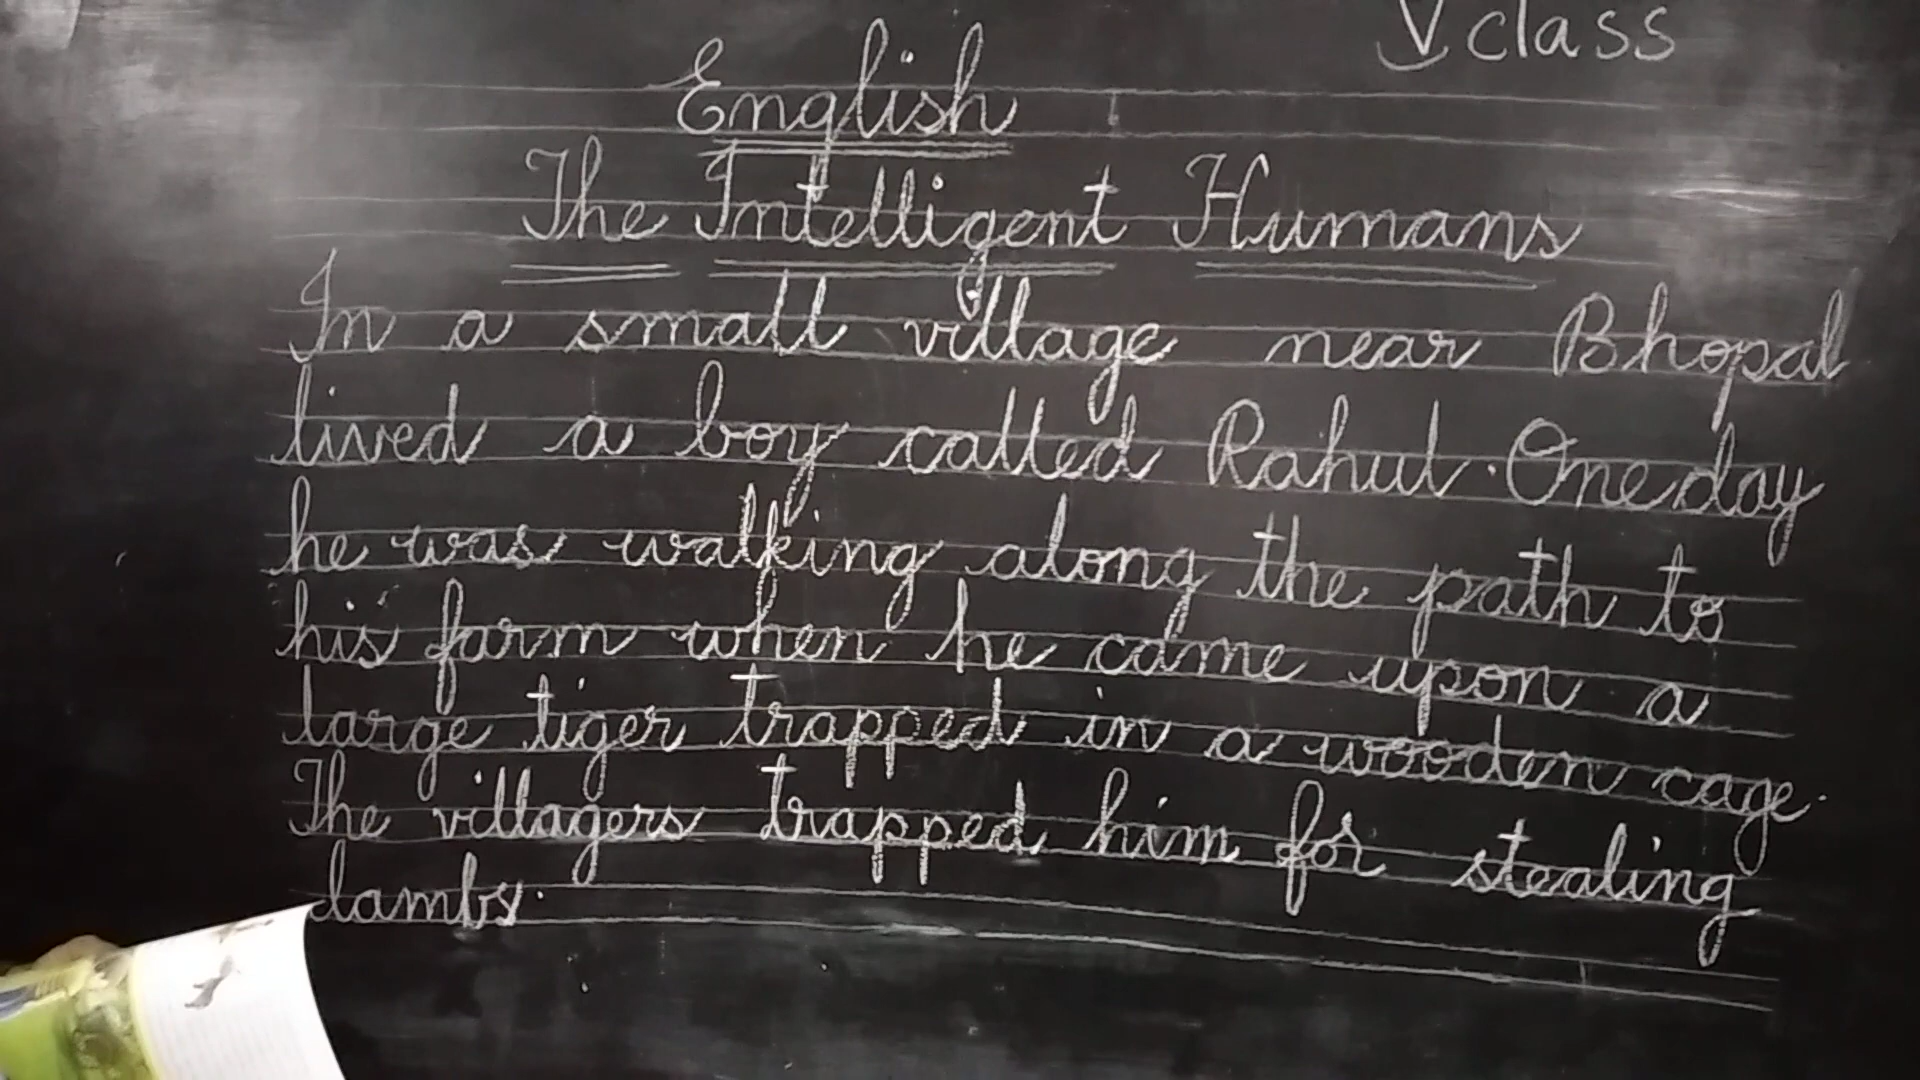 V class
English
The Intelligent Humans
In a small village near Bhopal
lived a boy called Rahul. One day
he was walking along the path to
his farm when he came upon a
large tiger trapped in a wooden cage.
The villagers trapped him for stealing
lambs.